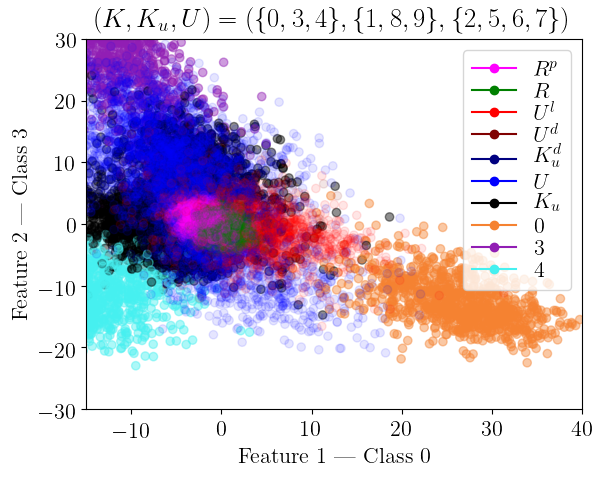 (K, K_u, U) = ({0, 3, 4}, {1, 8, 9}, {2, 5, 6, 7})
30
20
10
0
−10
−20
−30
Feature 2 — Class 3
R^p
R
U^l
U^d
K_u^d
U
K_u
0
3
4
−10
0
10
20
30
40
Feature 1 — Class 0